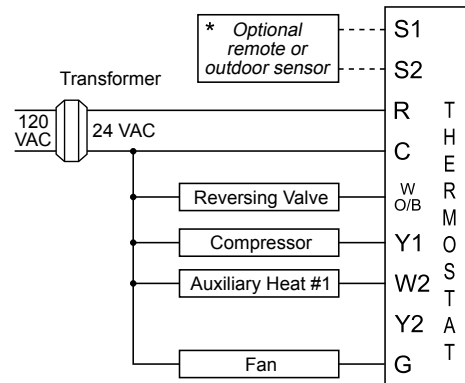 * Optional
remote or
outdoor sensor
S1
S2
Transformer
120
VAC
24 VAC
R
C
Reversing Valve
W
O/B
Compressor
Y1
Auxiliary Heat #1
W2
Y2
Fan
G
THERMOSTAT